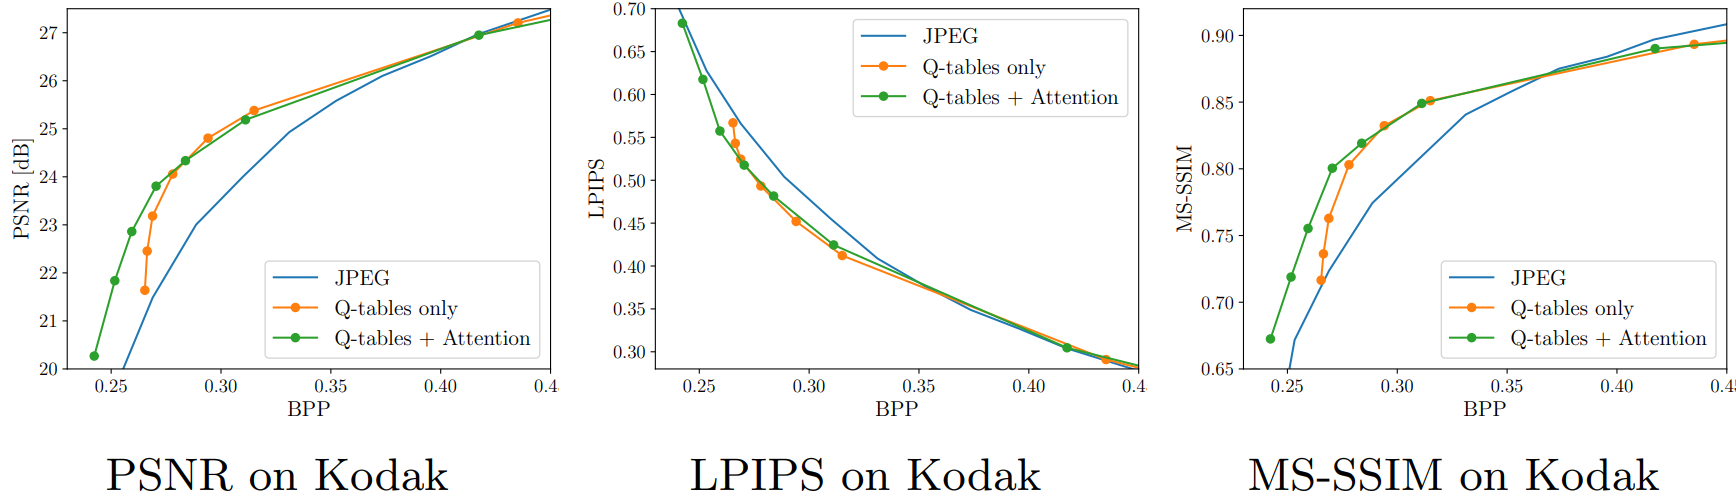 27
26
25
24
23
22
21
20
PSNR [dB]
JPEG
Q-tables only
Q-tables + Attention
0.25 0.30 0.35 0.40 0.4
BPP
PSNR on Kodak
0.70
0.65
0.60
0.55
0.50
0.45
0.40
0.35
0.30
LPIPS
JPEG
Q-tables only
Q-tables + Attention
0.25 0.30 0.35 0.40 0.4
BPP
LPIPS on Kodak
0.90
0.85
0.80
0.75
0.70
0.65
MS-SSIM
JPEG
Q-tables only
Q-tables + Attention
0.25 0.30 0.35 0.40 0.4
BPP
MS-SSIM on Kodak